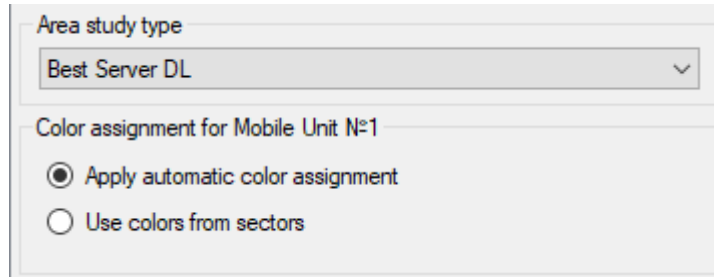 Area study type
Best Server DL
Color assignment for Mobile Unit №1
Apply automatic color assignment
Use colors from sectors